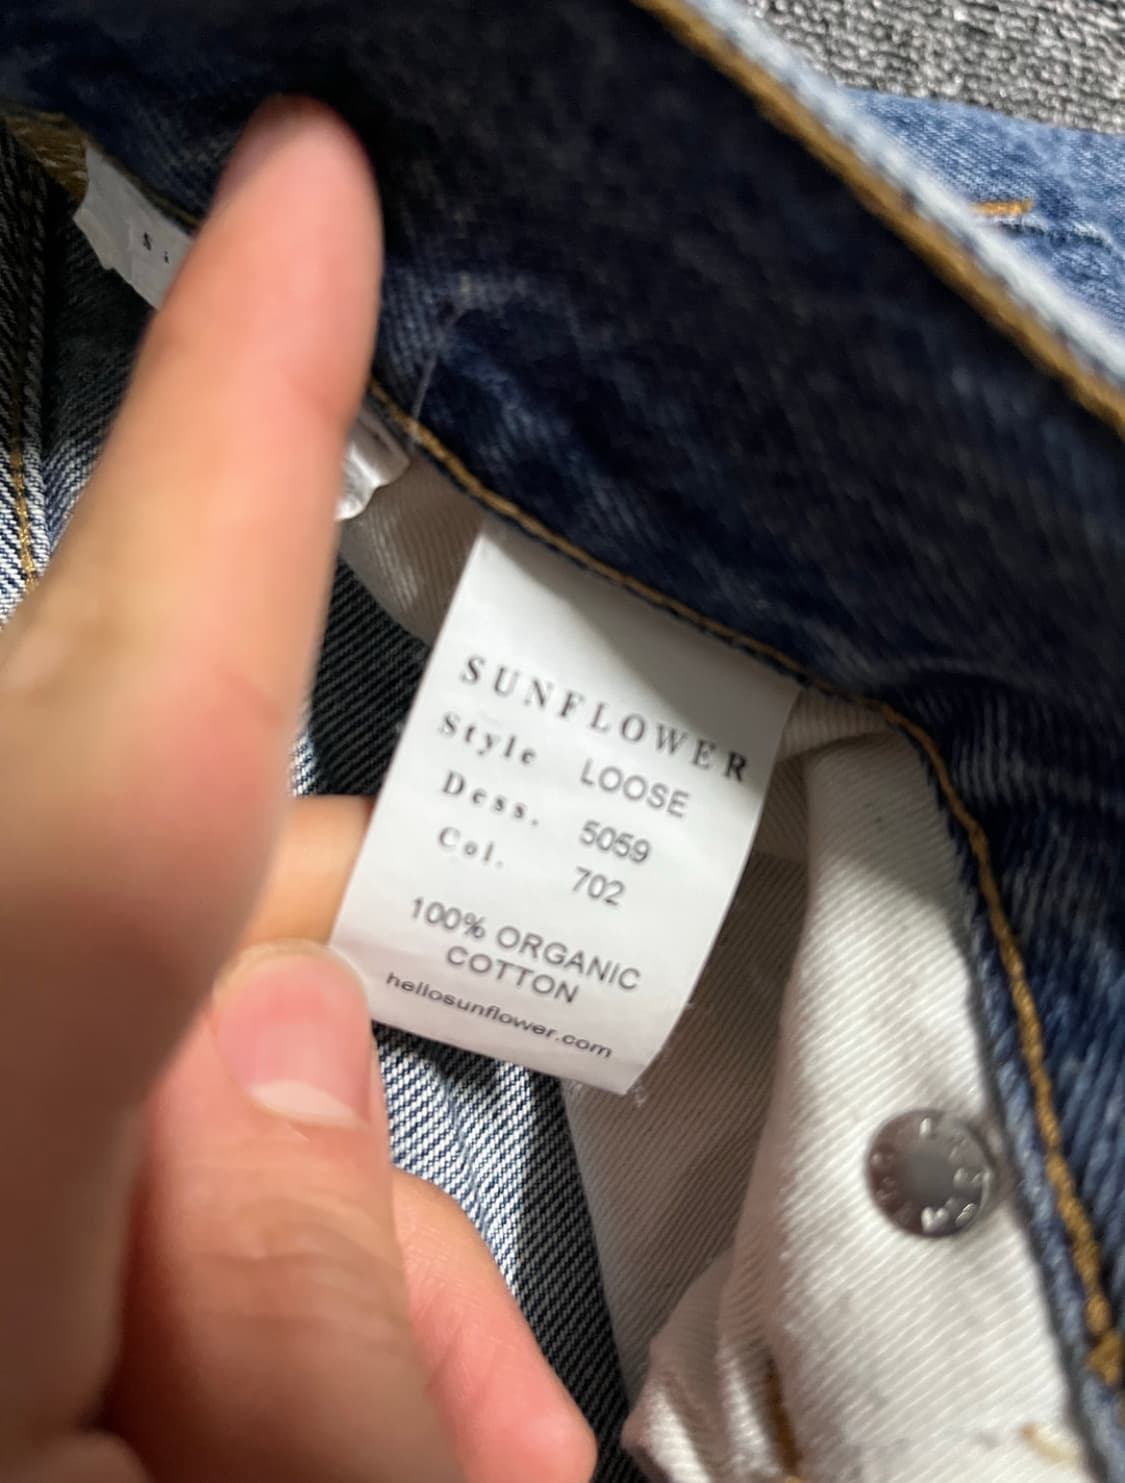 SUNFLOWER
Style LOOSE
Dess. 5059
Col. 702
100% ORGANIC
COTTON
hellosunflower.com